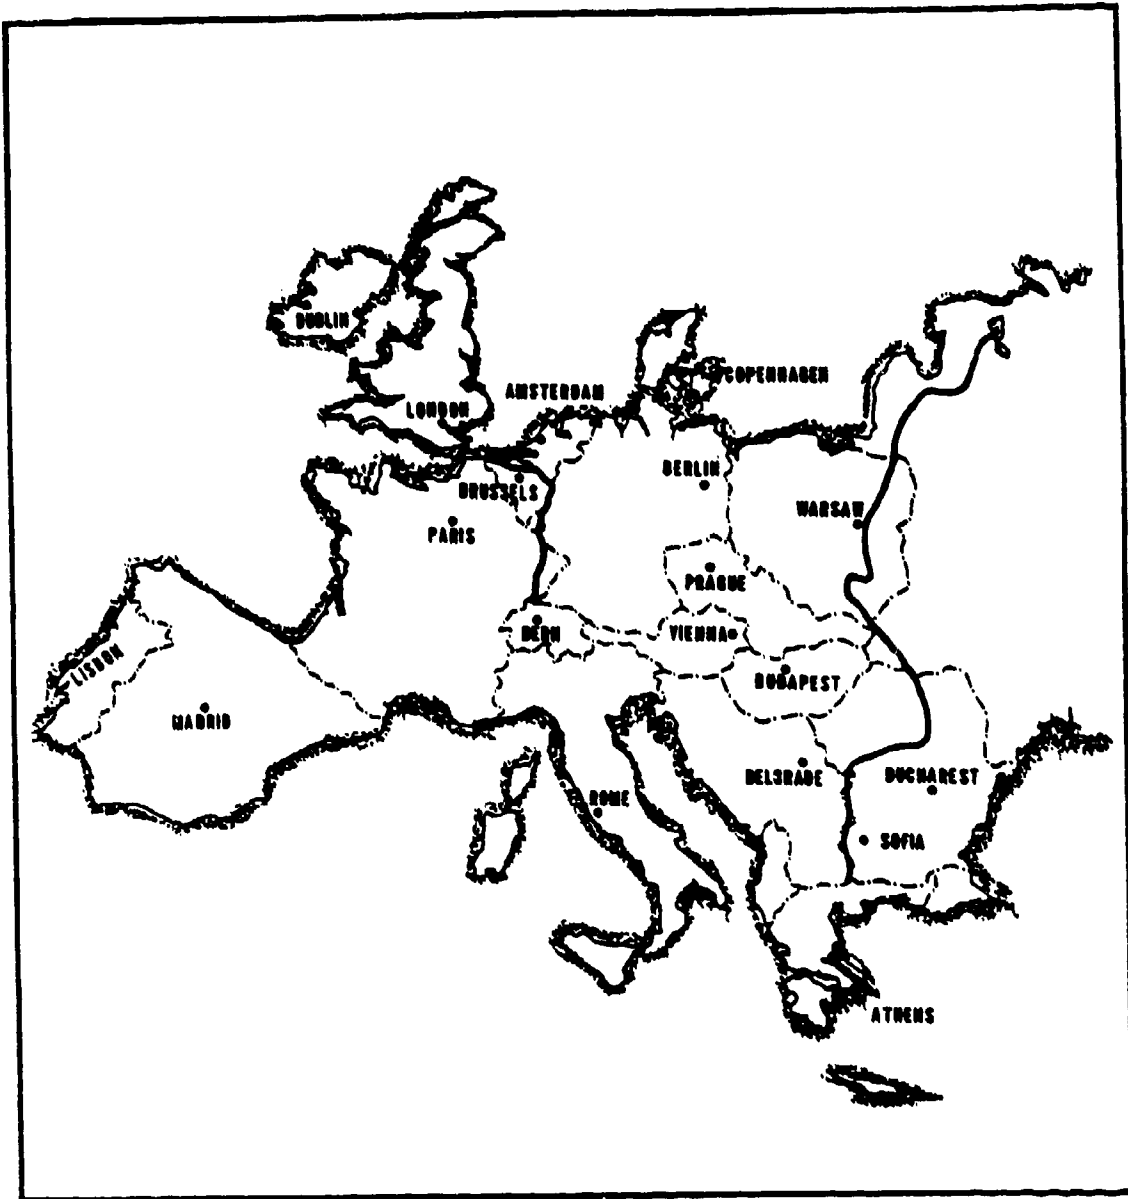 DUBLIN
COPENHAGEN
AMSTERDAM
LONDON
BERLIN
BRUSSELS
WARSAW
PARIS
PRAGUE
BERN
VIENNA
LISBON
BUDAPEST
MADRID
BELGRADE
BUCHAREST
ROME
SOFIA
ATHENS